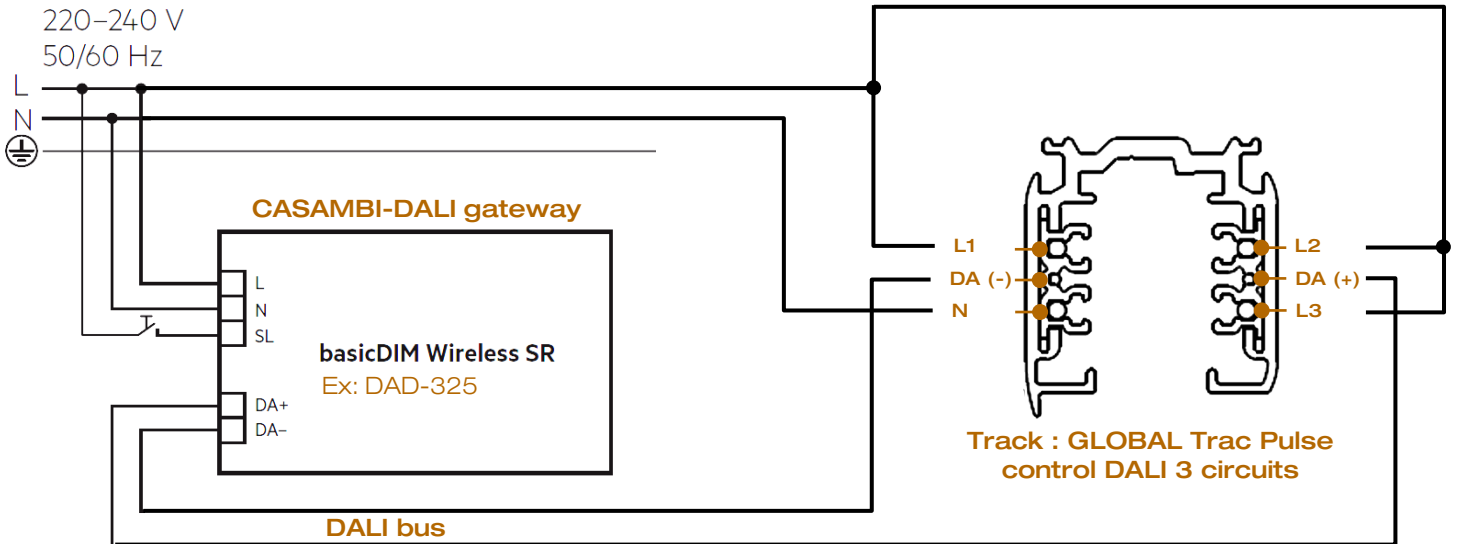 220–240 V
50/60 Hz
L
N
CASAMBI-DALI gateway
L
N
SL
basicDIM Wireless SR
Ex: DAD-325
DA+
DA–
DALI bus
L1
DA (-)
N
L2
DA (+)
L3
Track : GLOBAL Trac Pulse
control DALI 3 circuits